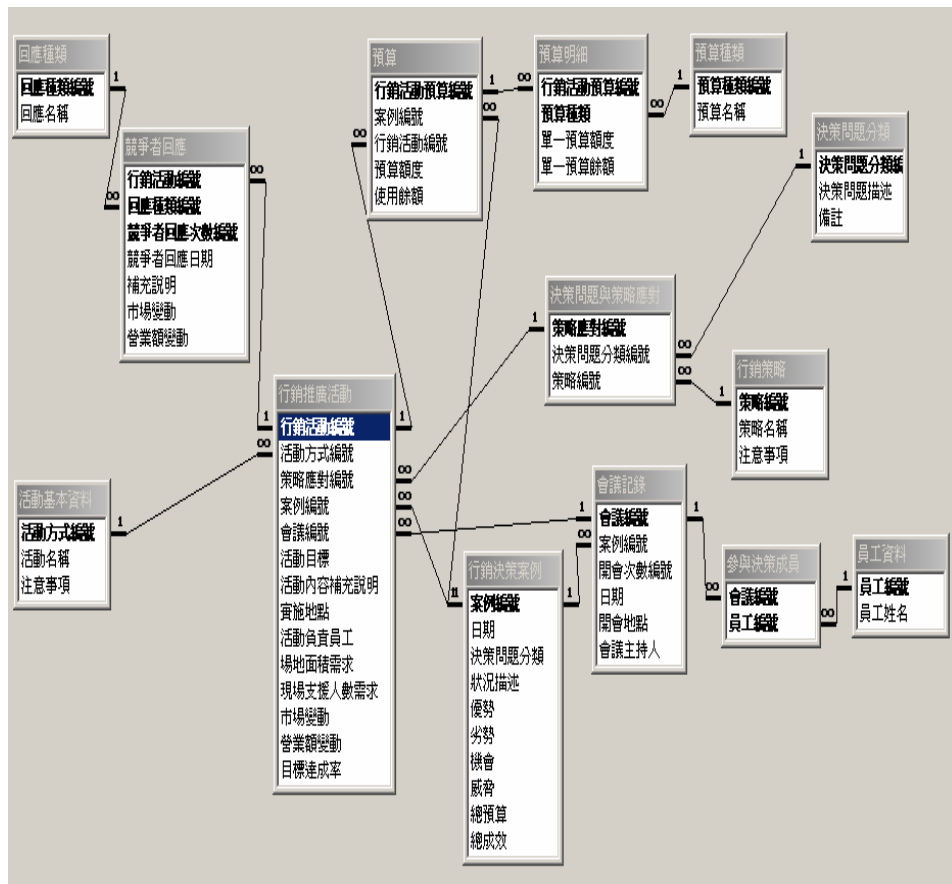 回應種類
回應種類編號
回應名稱
競爭者回應
行銷活動編號
回應種類編號
競爭者回應次數編號
競爭者回應日期
補充說明
市場變動
營業額變動
預算
行銷活動預算編號
案例編號
行銷活動編號
預算額度
使用餘額
預算明細
行銷活動預算編號
預算種類
單一預算額度
單一預算餘額
預算種類
預算種類編號
預算名稱
決策問題分類
決策問題分類編
決策問題描述
備註
決策問題與策略應對
策略應對編號
決策問題分類編號
策略編號
行銷策略
策略編號
策略名稱
注意事項
行銷推廣活動
行銷活動編號
活動方式編號
策略應對編號
案例編號
會議編號
活動目標
活動內容補充說明
實施地點
活動負責員工
場地面積需求
現場支援人數需求
市場變動
營業額變動
目標達成率
活動基本資料
活動方式編號
活動名稱
注意事項
行銷決策案例
案例編號
日期
決策問題分類
狀況描述
優勢
劣勢
機會
威脅
總預算
總成效
會議記錄
會議編號
案例編號
開會次數編號
日期
開會地點
會議主持人
參與決策成員
會議編號
員工編號
員工資料
員工編號
員工姓名